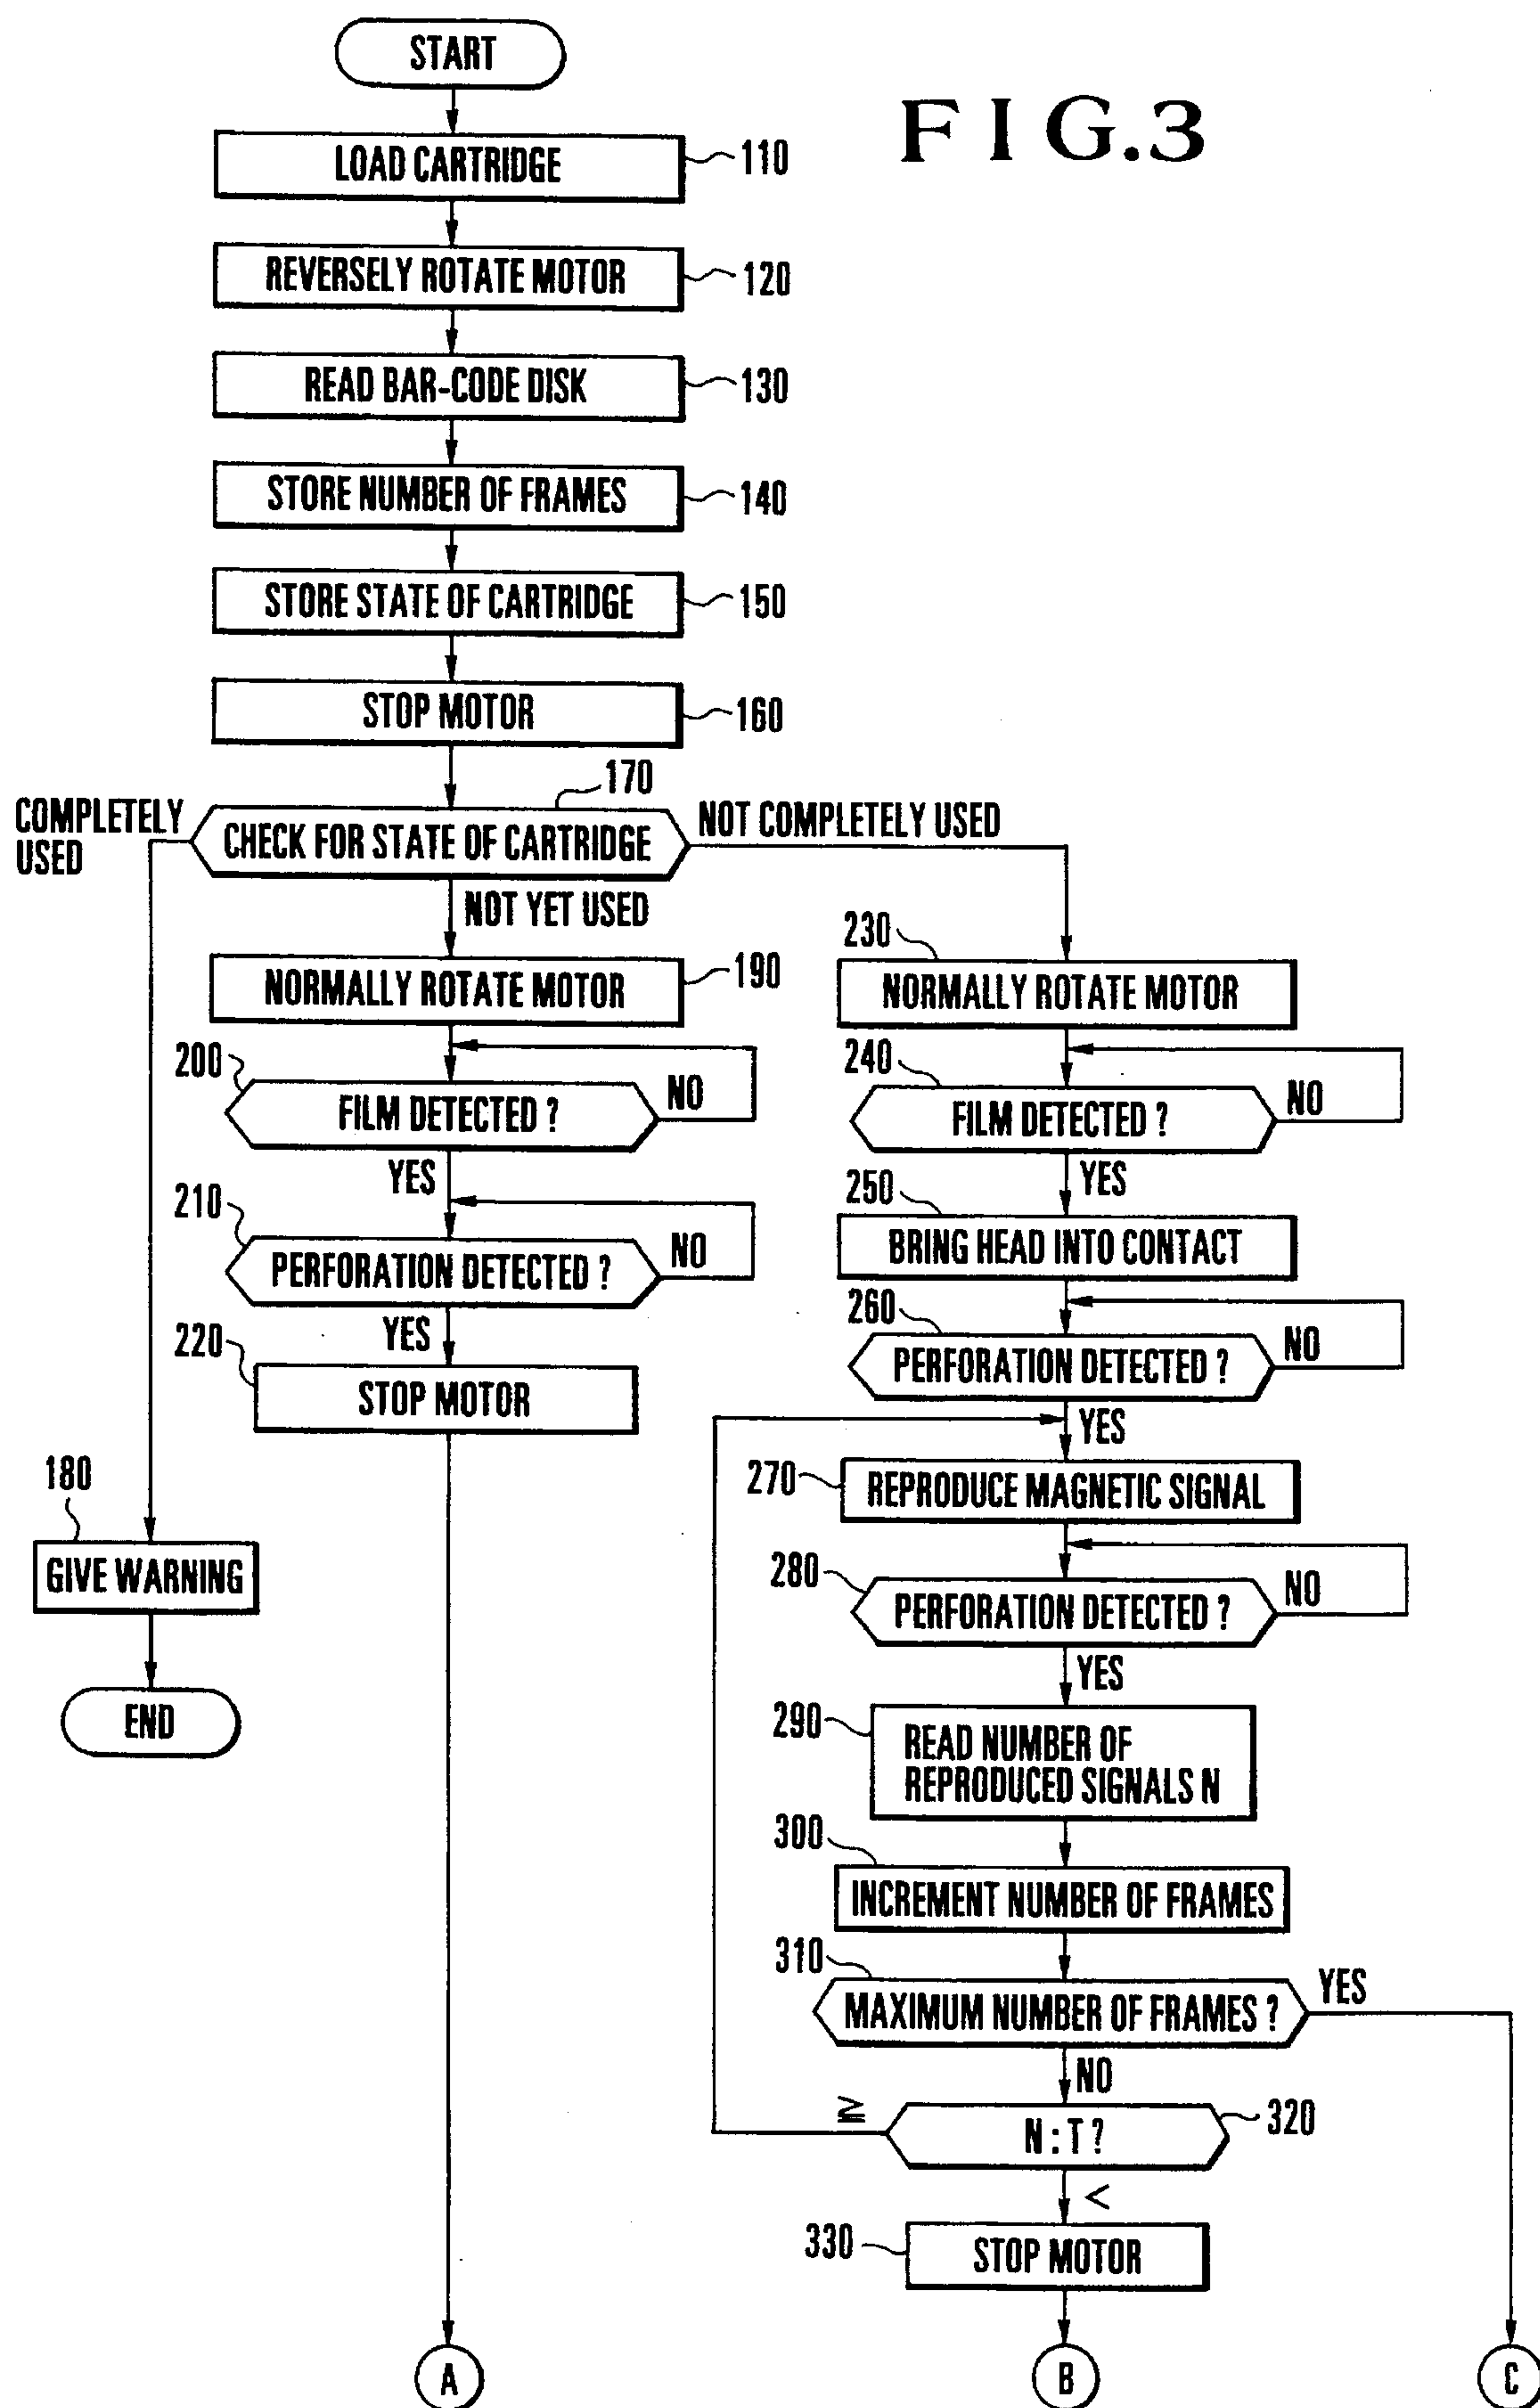 START
FIG.3
LOAD CARTRIDGE
110
REVERSELY ROTATE MOTOR
120
READ BAR-CODE DISK
130
STORE NUMBER OF FRAMES
140
STORE STATE OF CARTRIDGE
150
STOP MOTOR
160
170
COMPLETELY
USED
CHECK FOR STATE OF CARTRIDGE
NOT COMPLETELY USED
NOT YET USED
NORMALLY ROTATE MOTOR
190
200
FILM DETECTED ?
NO
YES
210
PERFORATION DETECTED ?
NO
YES
220
STOP MOTOR
180
GIVE WARNING
END
230
NORMALLY ROTATE MOTOR
240
FILM DETECTED ?
NO
YES
250
BRING HEAD INTO CONTACT
260
PERFORATION DETECTED ?
NO
YES
270
REPRODUCE MAGNETIC SIGNAL
280
PERFORATION DETECTED ?
NO
YES
290
READ NUMBER OF
REPRODUCED SIGNALS N
300
INCREMENT NUMBER OF FRAMES
310
MAXIMUM NUMBER OF FRAMES ?
YES
NO
≧
N : T ?
320
<
330
STOP MOTOR
A
B
C